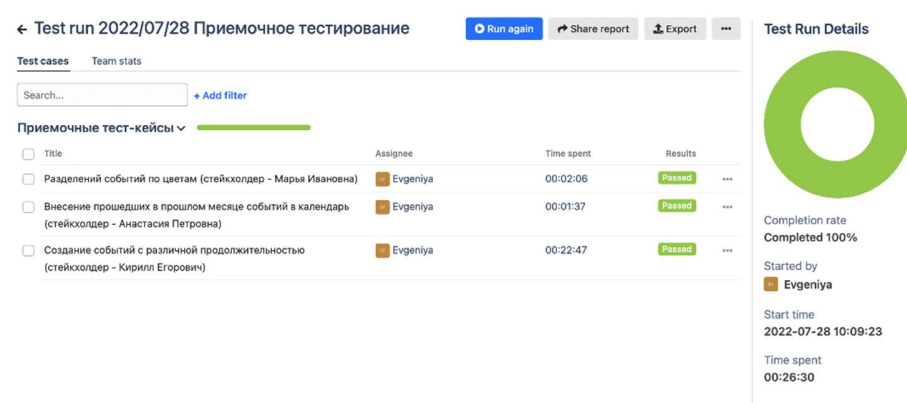 ← Test run 2022/07/28 Приемочное тестирование
Run again
Share report
Export
Test cases
Team stats
Search...
+ Add filter
Приемочные тест-кейсы
Title Assignee Time spent Results
Разделений событий по цветам (стейкхолдер - Марья Ивановна) Evgeniya 00:02:06 Passed
Внесение прошедших в прошлом месяце событий в календарь Evgeniya 00:01:37 Passed
(стейкхолдер - Анастасия Петровна)
Создание событий с различной продолжительностью Evgeniya 00:22:47 Passed
(стейкхолдер - Кирилл Егорович)
Test Run Details
Completion rate
Completed 100%
Started by
Evgeniya
Start time
2022-07-28 10:09:23
Time spent
00:26:30